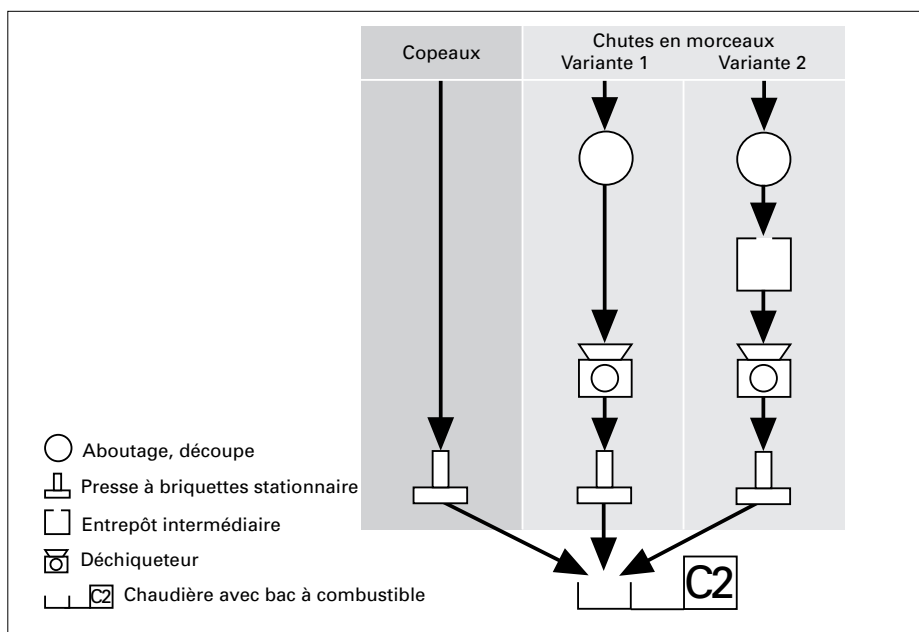 Copeaux
Chutes en morceaux
Variante 1
Variante 2
Aboutage, découpe
Presse à briquettes stationnaire
Entrepôt intermédiaire
Déchiqueteur
C2 Chaudière avec bac à combustible
C2